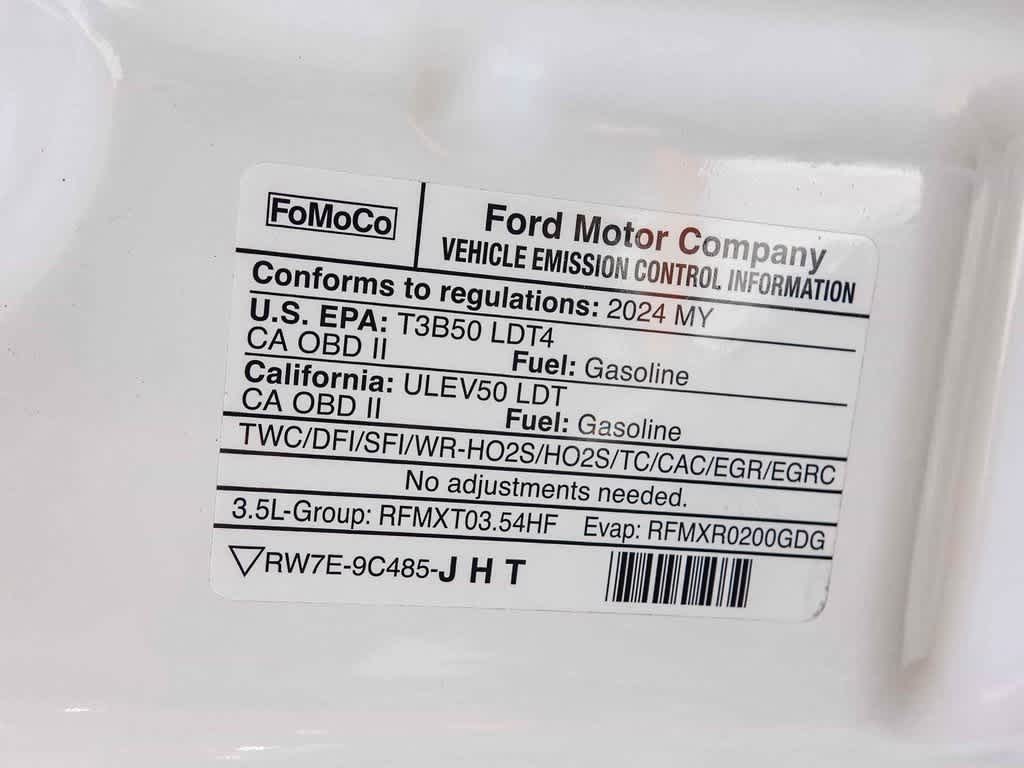 FoMoCo
Ford Motor Company
VEHICLE EMISSION CONTROL INFORMATION
Conforms to regulations: 2024 MY
U.S. EPA: T3B50 LDT4
CA OBD II Fuel: Gasoline
California: ULEV50 LDT
CA OBD II Fuel: Gasoline
TWC/DFI/SFI/WR-HO2S/HO2S/TC/CAC/EGR/EGRC
No adjustments needed.
3.5L-Group: RFMXT03.54HF Evap: RFMXR0200GDG
RW7E-9C485-J H T